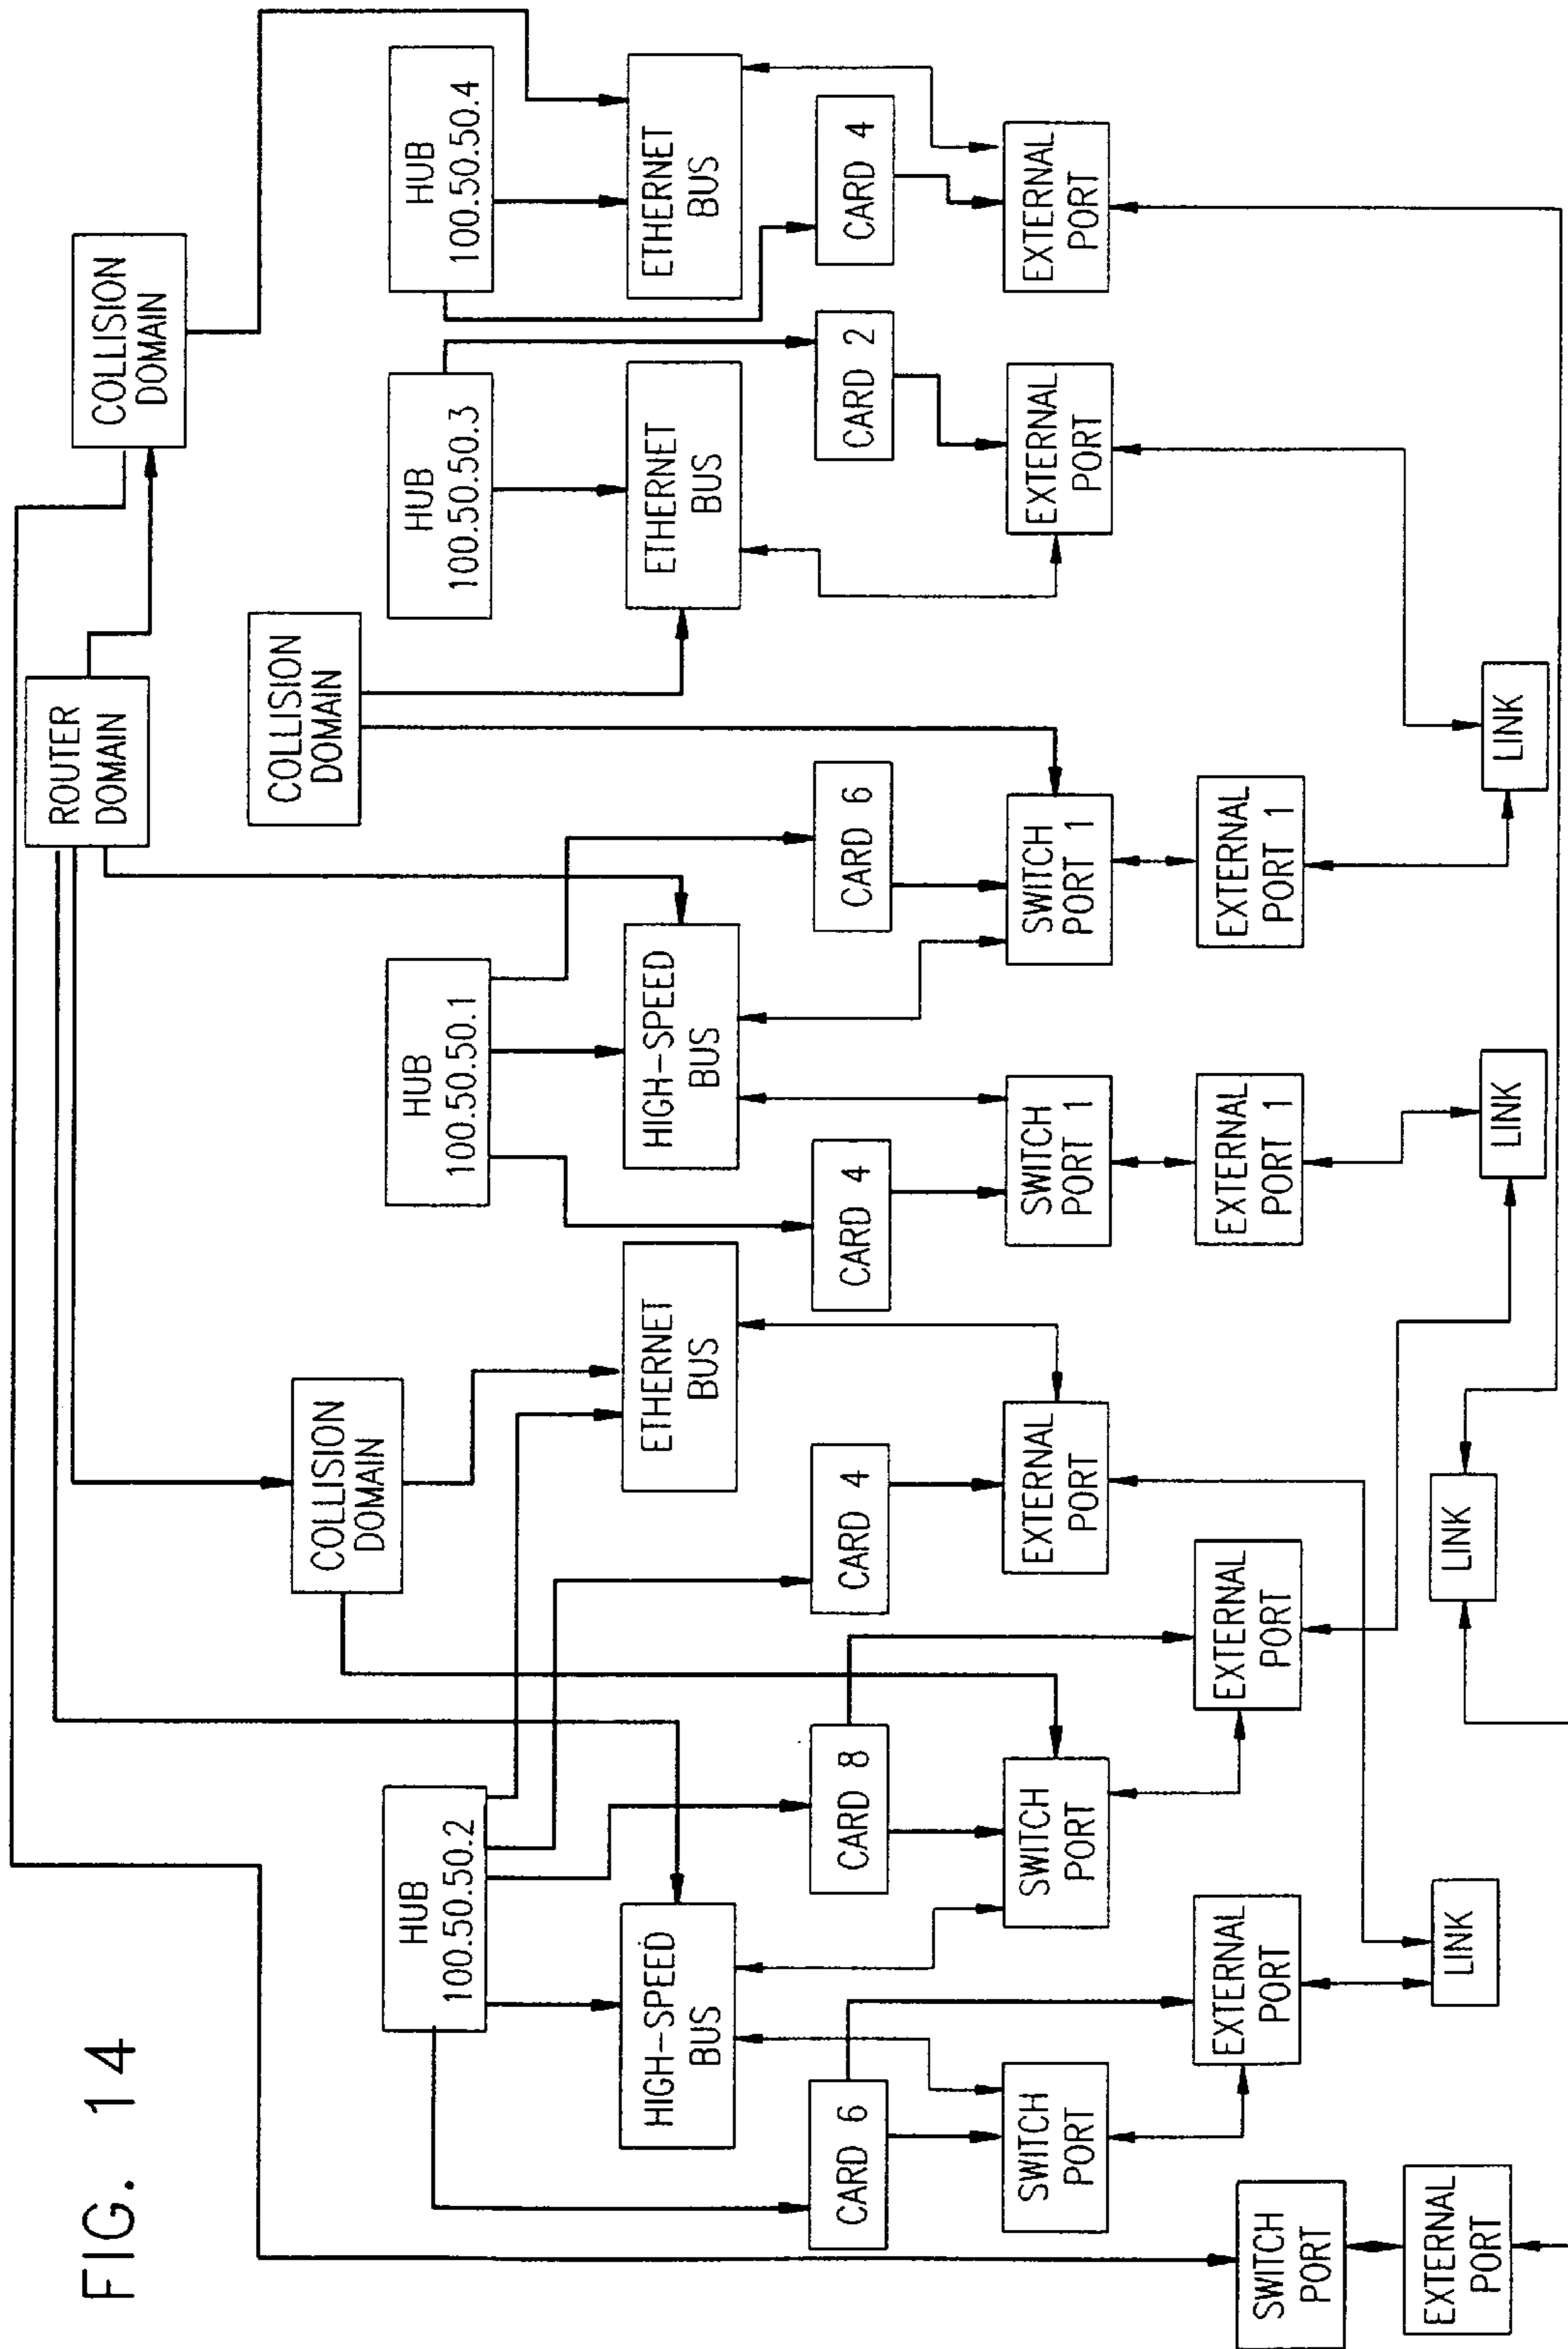 FIG. 14
ROUTER
DOMAIN
COLLISION
DOMAIN
COLLISION
DOMAIN
COLLISION
DOMAIN
HUB
100.50.50.2
HUB
100.50.50.1
HUB
100.50.50.3
HUB
100.50.50.4
HIGH-SPEED
BUS
ETHERNET
BUS
HIGH-SPEED
BUS
ETHERNET
BUS
ETHERNET
BUS
CARD 6
CARD 8
CARD 4
CARD 4
CARD 6
CARD 2
CARD 4
SWITCH
PORT
SWITCH
PORT
EXTERNAL
PORT
SWITCH
PORT 1
SWITCH
PORT 1
EXTERNAL
PORT
EXTERNAL
PORT
SWITCH
PORT
EXTERNAL
PORT
EXTERNAL
PORT
EXTERNAL
PORT 1
EXTERNAL
PORT 1
EXTERNAL
PORT
LINK
LINK
LINK
LINK